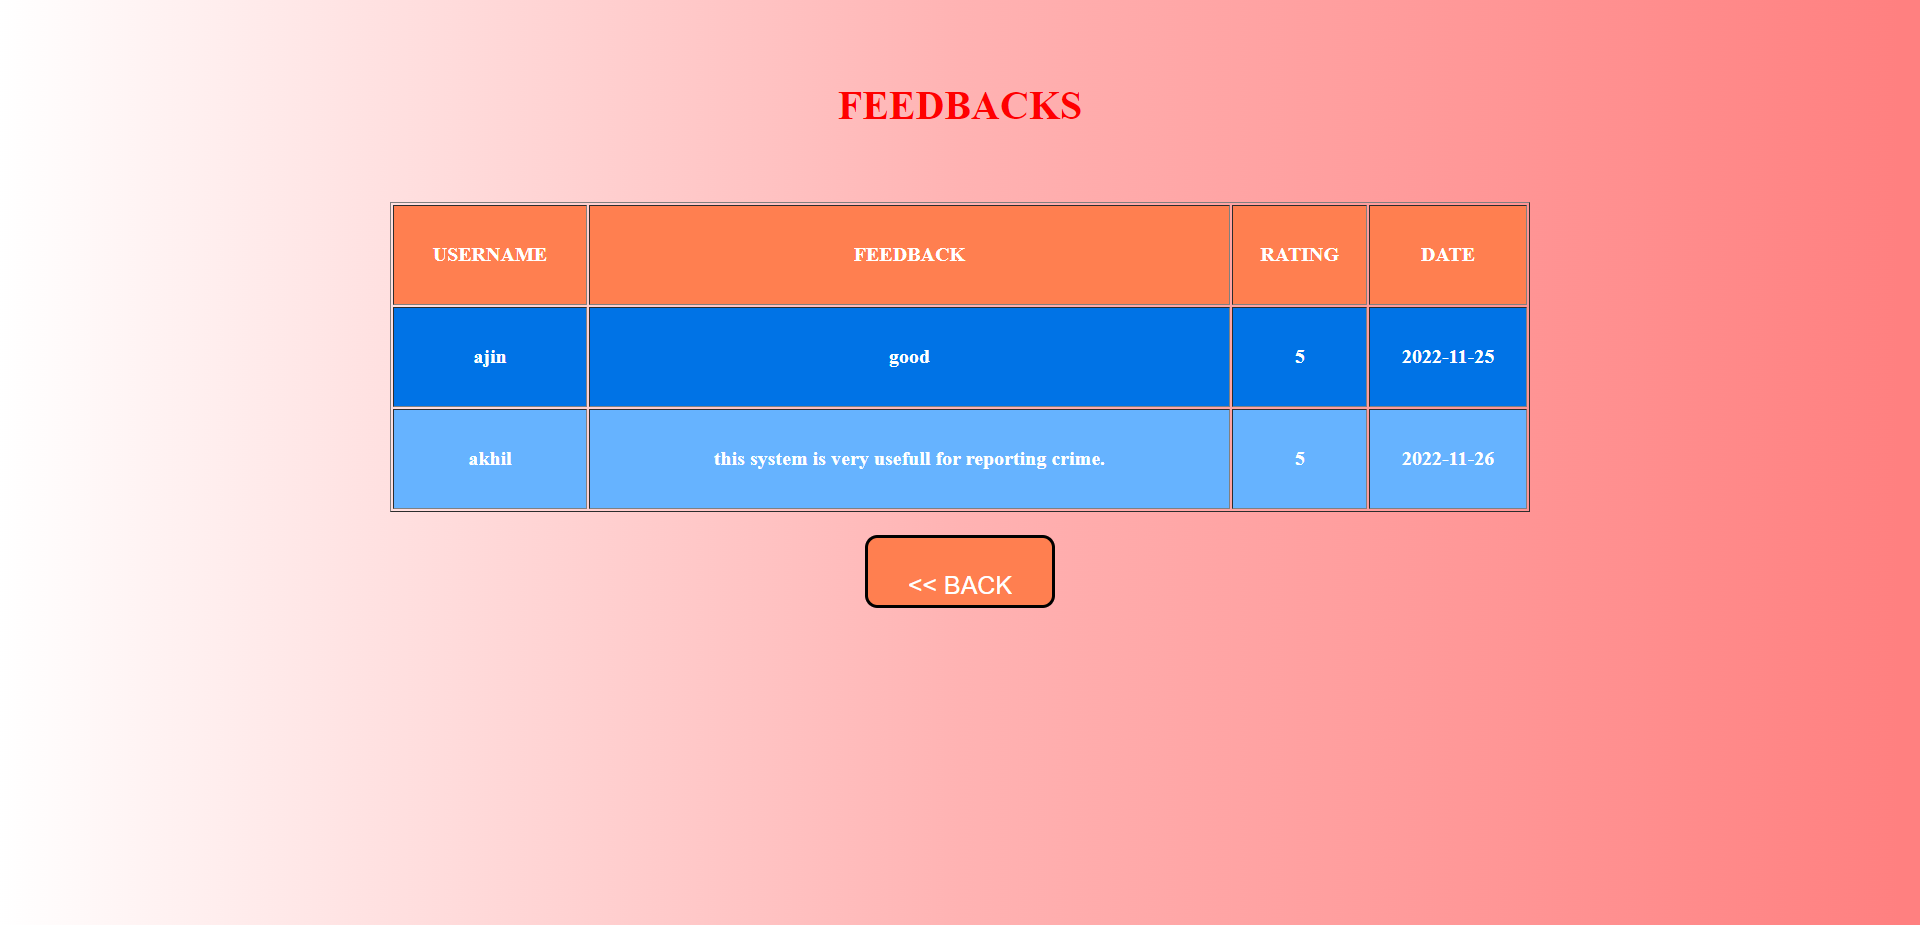 FEEDBACKS
USERNAME FEEDBACK RATING DATE
ajin good 5 2022-11-25
akhil this system is very usefull for reporting crime. 5 2022-11-26
<< BACK